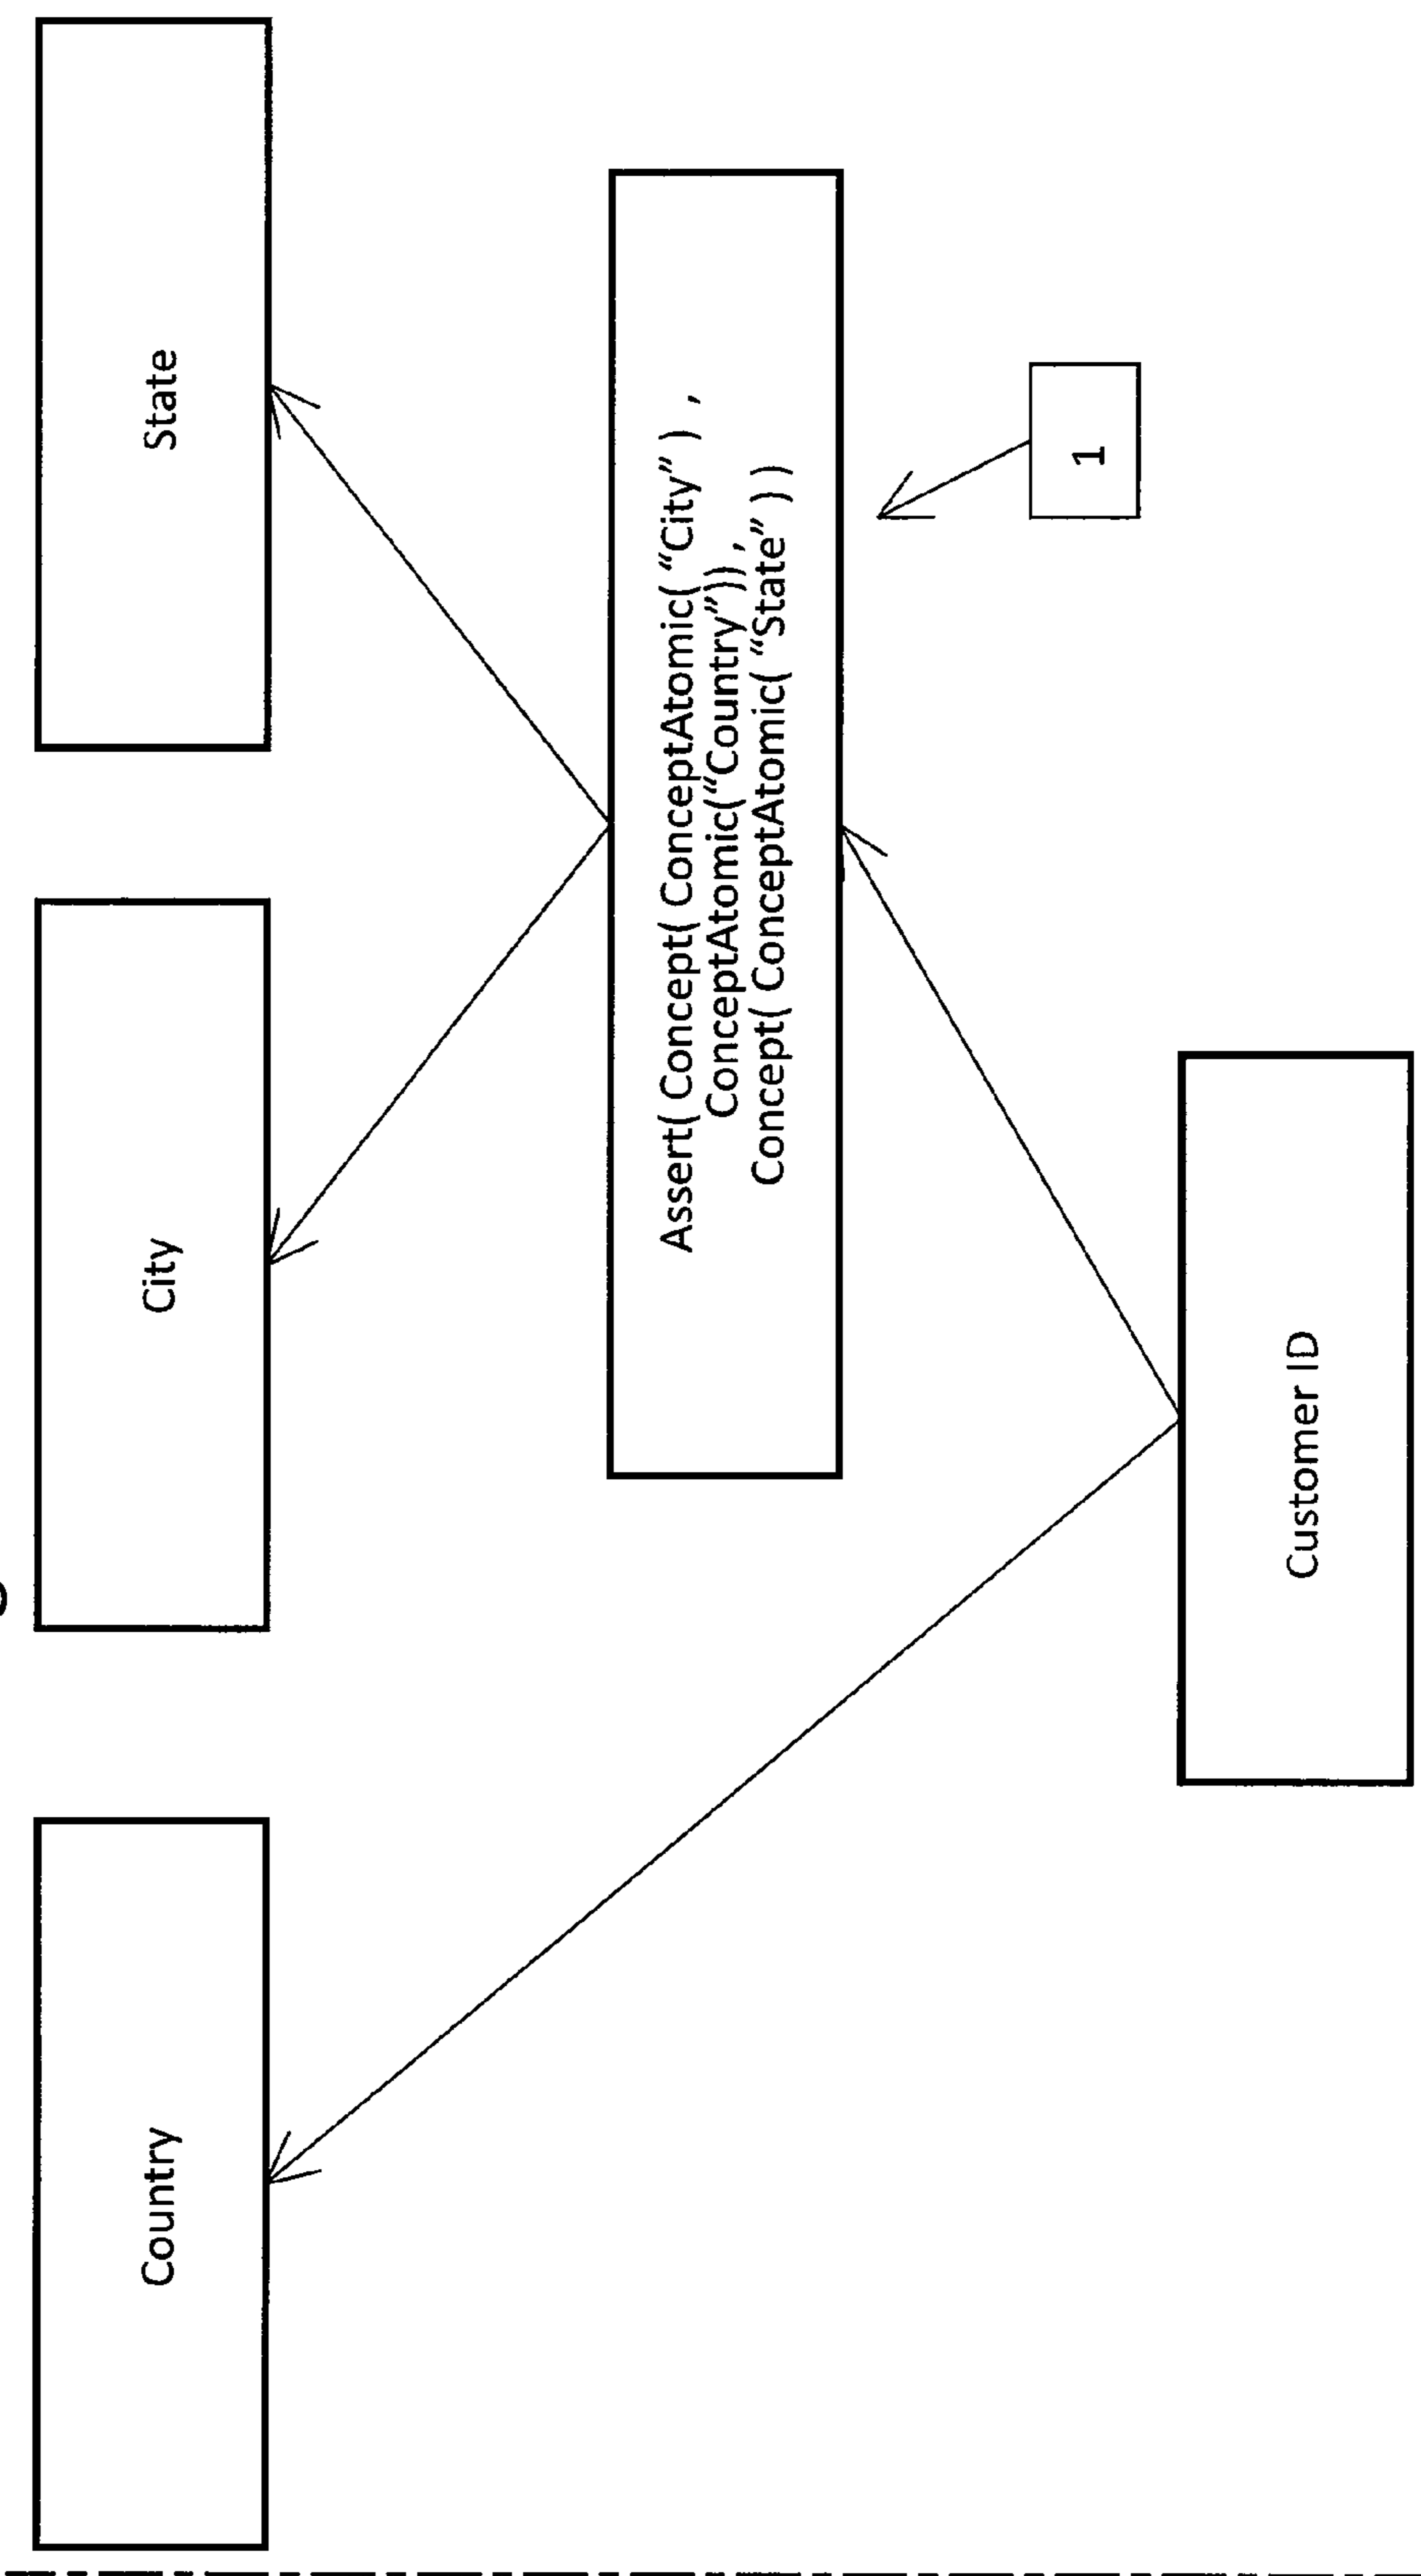 Country
City
State
Assert( Concept( ConceptAtomic( “City” ) ,
ConceptAtomic(“Country”)) ,
Concept( ConceptAtomic( “State” ) )
1
Customer ID